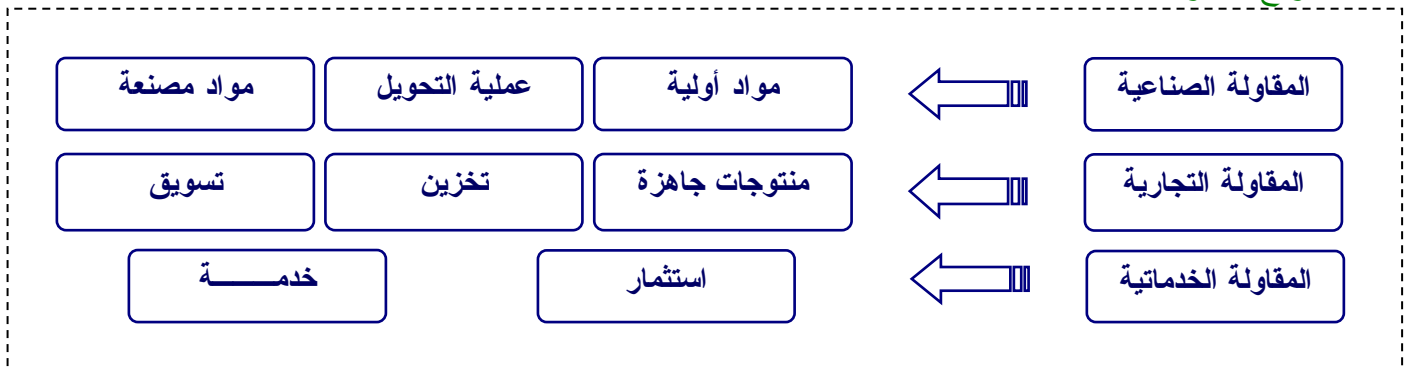 المقاولة الصناعية مواد أولية عملية التحويل مواد مصنعة
المقاولة التجارية منتوجات جاهزة تخزين تسويق
المقاولة الخدماتية استثمار خدمـــــــة